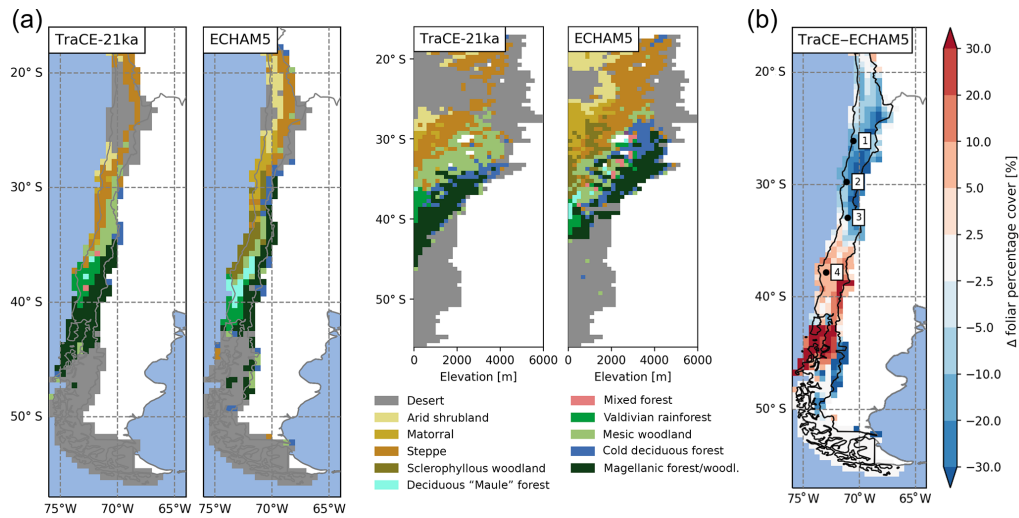 (a)
TraCE-21ka
ECHAM5
20° S
30° S
40° S
50° S
75°W
70°W
65°W
75°W
70°W
65°W
TraCE-21ka
ECHAM5
20° S
30° S
40° S
50° S
0
2000
4000
6000
0
2000
4000
6000
Elevation [m]
Elevation [m]
Desert
Arid shrubland
Matorral
Steppe
Sclerophyllous woodland
Deciduous “Maule” forest
Mixed forest
Valdivian rainforest
Mesic woodland
Cold deciduous forest
Magellanic forest/woodl.
(b)
TraCE−ECHAM5
20° S
30° S
40° S
50° S
1
2
3
4
75°W
70°W
65°W
30.0
20.0
10.0
5.0
2.5
−2.5
−5.0
−10.0
−20.0
−30.0
Δ foliar percentage cover [%]